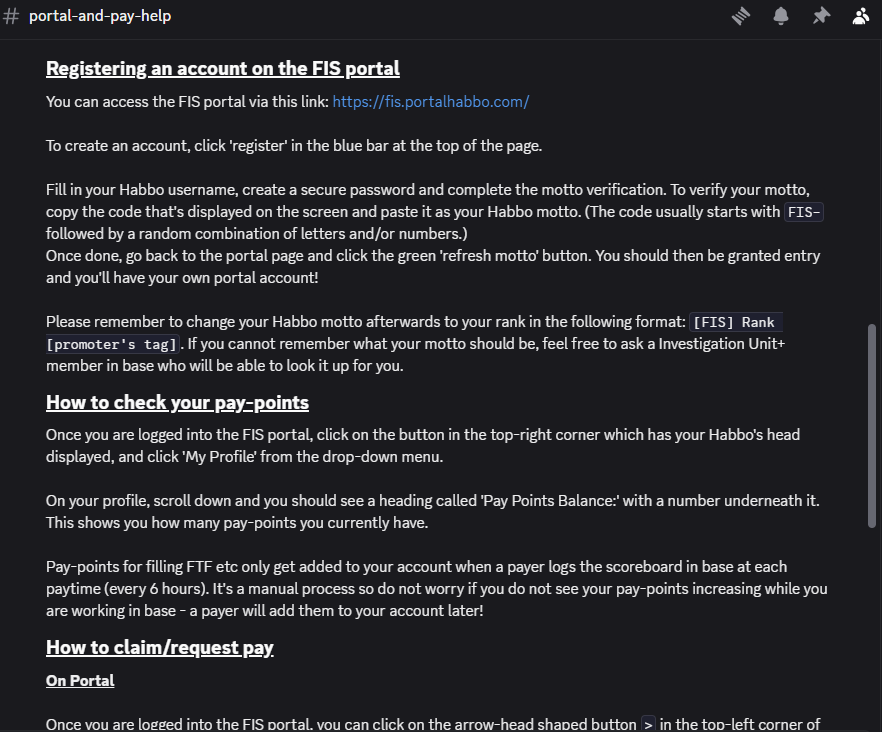 # portal-and-pay-help
Registering an account on the FIS portal
You can access the FIS portal via this link: https://fis.portalhabbo.com/
To create an account, click 'register' in the blue bar at the top of the page.
Fill in your Habbo username, create a secure password and complete the motto verification. To verify your motto,
copy the code that's displayed on the screen and paste it as your Habbo motto. (The code usually starts with FIS-
followed by a random combination of letters and/or numbers.)
Once done, go back to the portal page and click the green 'refresh motto' button. You should then be granted entry
and you'll have your own portal account!
Please remember to change your Habbo motto afterwards to your rank in the following format: [FIS] Rank
[promoter's tag]. If you cannot remember what your motto should be, feel free to ask a Investigation Unit+
member in base who will be able to look it up for you.
How to check your pay-points
Once you are logged into the FIS portal, click on the button in the top-right corner which has your Habbo's head
displayed, and click 'My Profile' from the drop-down menu.
On your profile, scroll down and you should see a heading called 'Pay Points Balance:' with a number underneath it.
This shows you how many pay-points you currently have.
Pay-points for filling FTF etc only get added to your account when a payer logs the scoreboard in base at each
paytime (every 6 hours). It's a manual process so do not worry if you do not see your pay-points increasing while you
are working in base - a payer will add them to your account later!
How to claim/request pay
On Portal
Once you are logged into the FIS portal, you can click on the arrow-head shaped button > in the top-left corner of